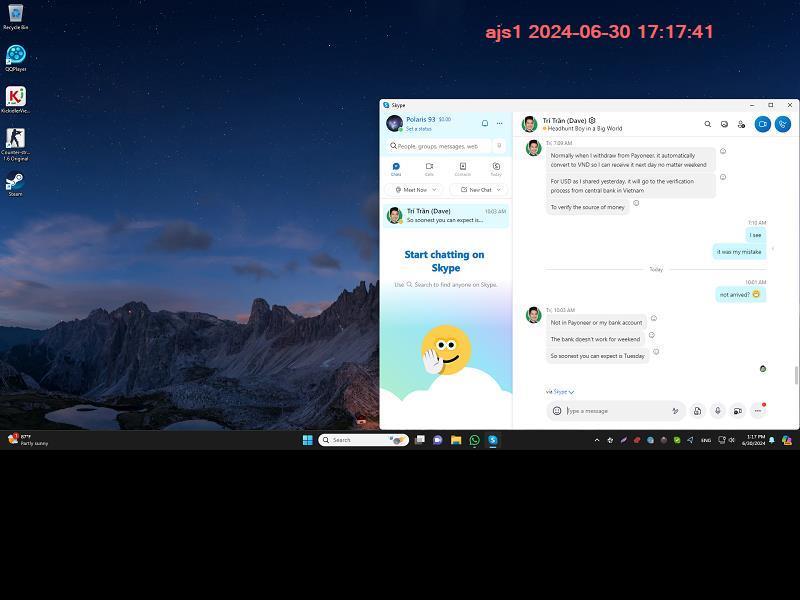 ajs1 2024-06-30 17:17:41
Recycle Bin
QQPlayer
Counter-str...
1.6 Original
Steam
Skype
Polaris 93 $0.00
Set a status
People, groups, messages, web
Chats
Calls
Contacts
Today
Meet Now
New Chat
Trí Trần (Dave) 10:03 AM
So soonest you can expect is...
Start chatting on
Skype
Use Search to find anyone on Skype.
Trí Trần (Dave)
Headhunt Boy in a Big World
Trí, 7:09 AM
Normally when I withdraw from Payoneer, it automatically
convert to VND so I can receive it next day no matter weekend
For USD as I shared yesterday, it will go to the verification
process from central bank in Vietnam
To verify the source of money
7:10 AM
I see
it was my mistake
Today
10:01 AM
not arrived?
Trí, 10:03 AM
Not in Payoneer or my bank account
The bank doesn't work for weekend
So soonest you can expect is Tuesday
via Skype
Type a message
87°F
Partly sunny
Search
ENG
1:17 PM
6/30/2024